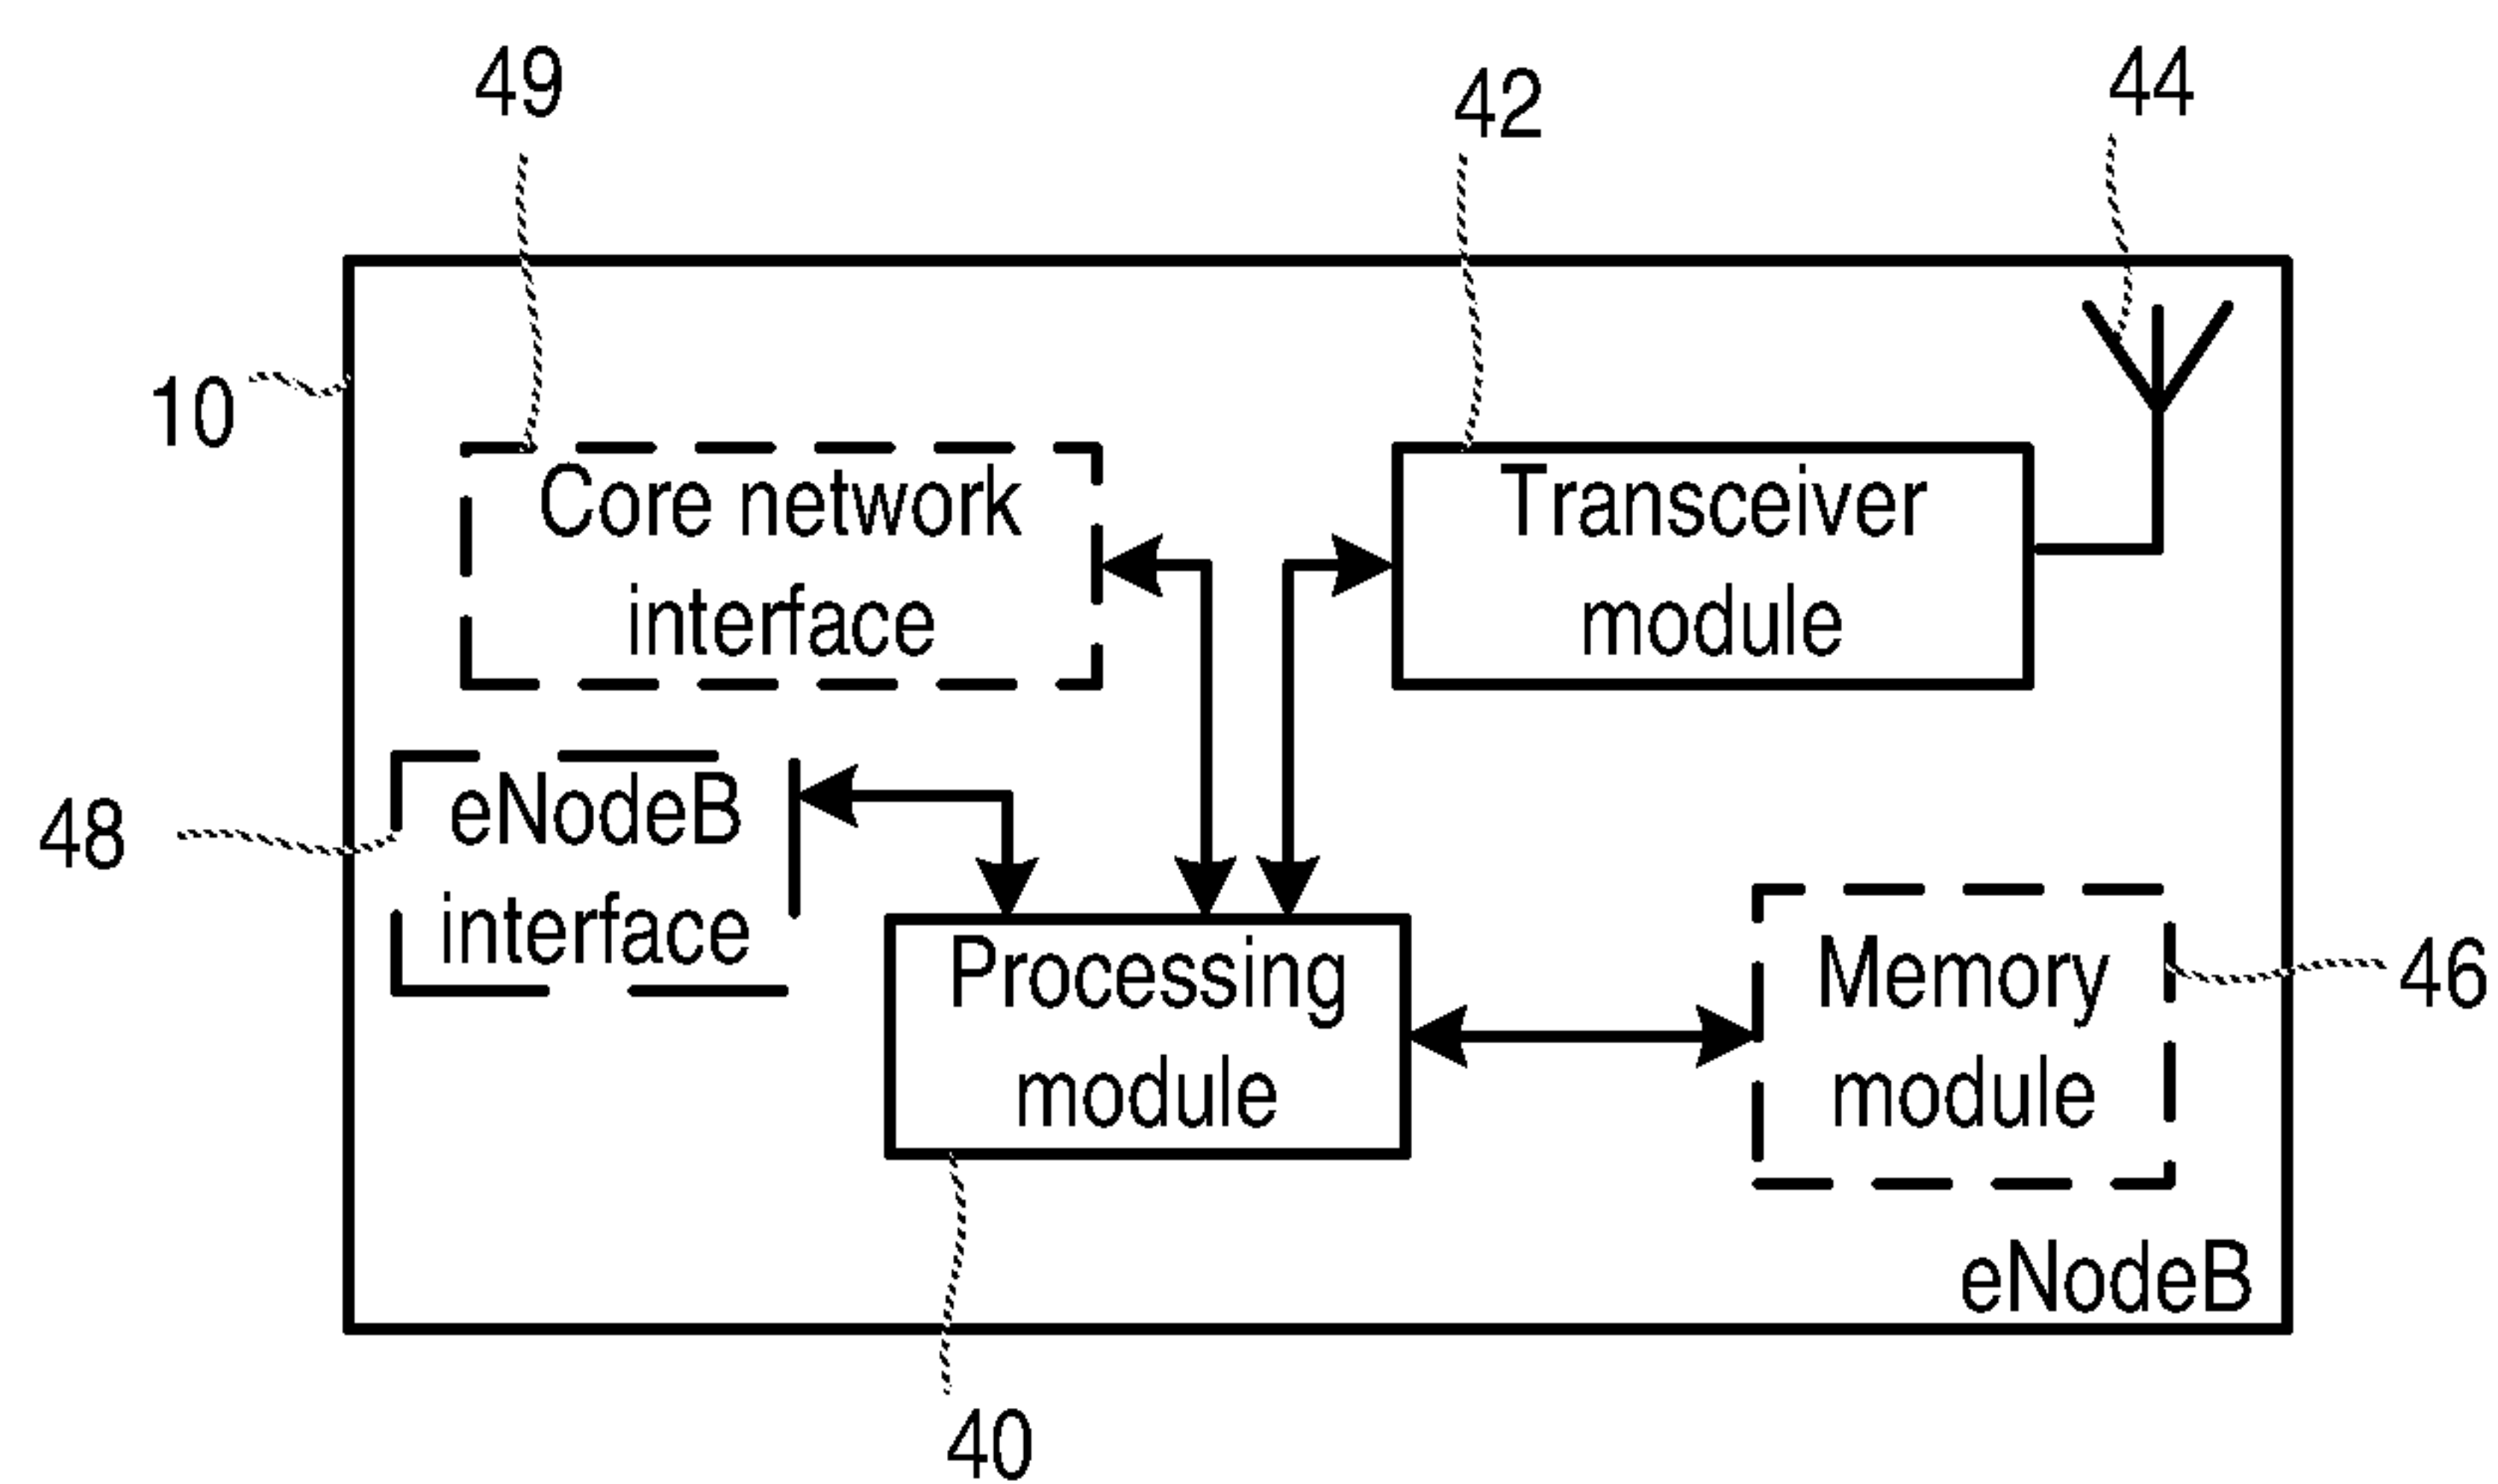 49
42
44
10
Core network
interface
Transceiver
module
48
eNodeB
interface
Processing
module
Memory
module
46
eNodeB
40